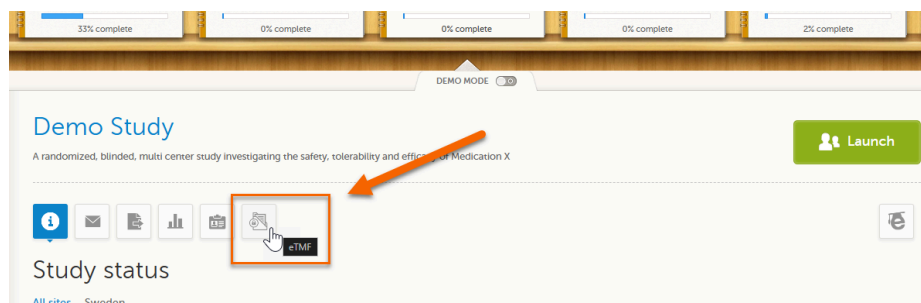 33% complete
0% complete
0% complete
0% complete
2% complete
DEMO MODE
Demo Study
Launch
A randomized, blinded, multi center study investigating the safety, tolerability and efficacy of Medication X
eTMF
Study status
All sites Sweden